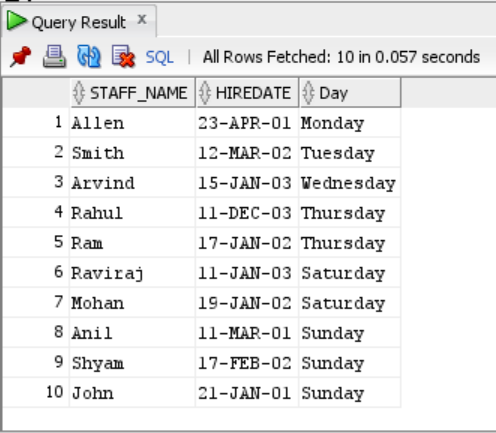 Query Result x
SQL | All Rows Fetched: 10 in 0.057 seconds
STAFF_NAME HIREDATE Day
1 Allen 23-APR-01 Monday
2 Smith 12-MAR-02 Tuesday
3 Arvind 15-JAN-03 Wednesday
4 Rahul 11-DEC-03 Thursday
5 Ram 17-JAN-02 Thursday
6 Raviraj 11-JAN-03 Saturday
7 Mohan 19-JAN-02 Saturday
8 Anil 11-MAR-01 Sunday
9 Shyam 17-FEB-02 Sunday
10 John 21-JAN-01 Sunday